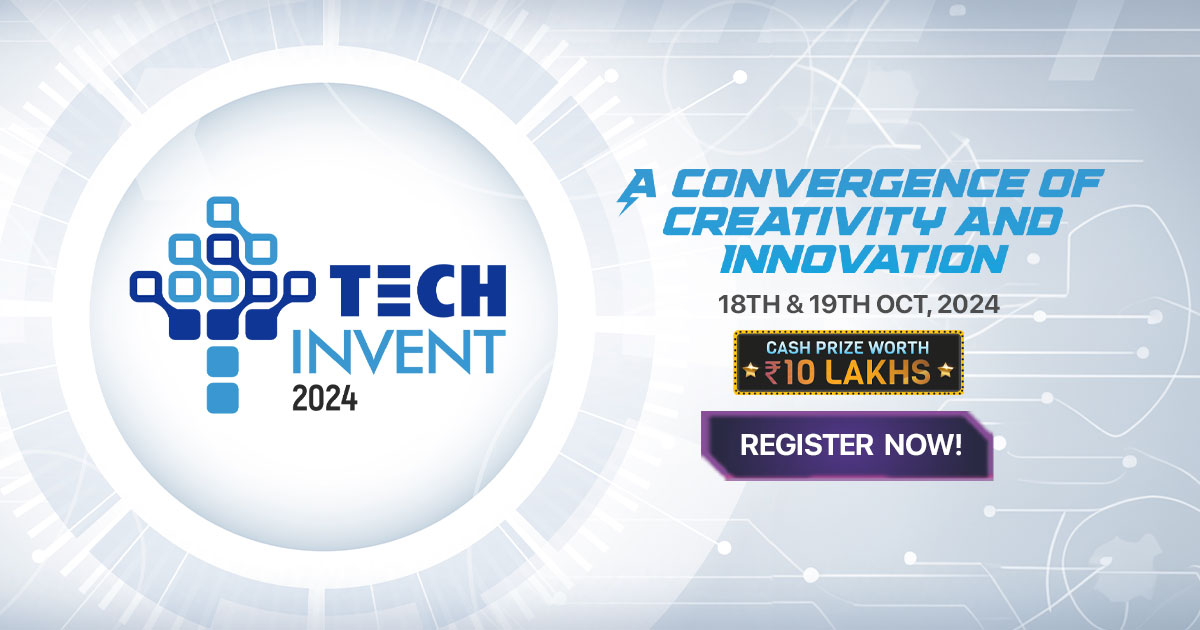 TECH
INVENT
2024
A CONVERGENCE OF
CREATIVITY AND
INNOVATION
18TH & 19TH OCT, 2024
CASH PRIZE WORTH
₹10 LAKHS
REGISTER NOW!